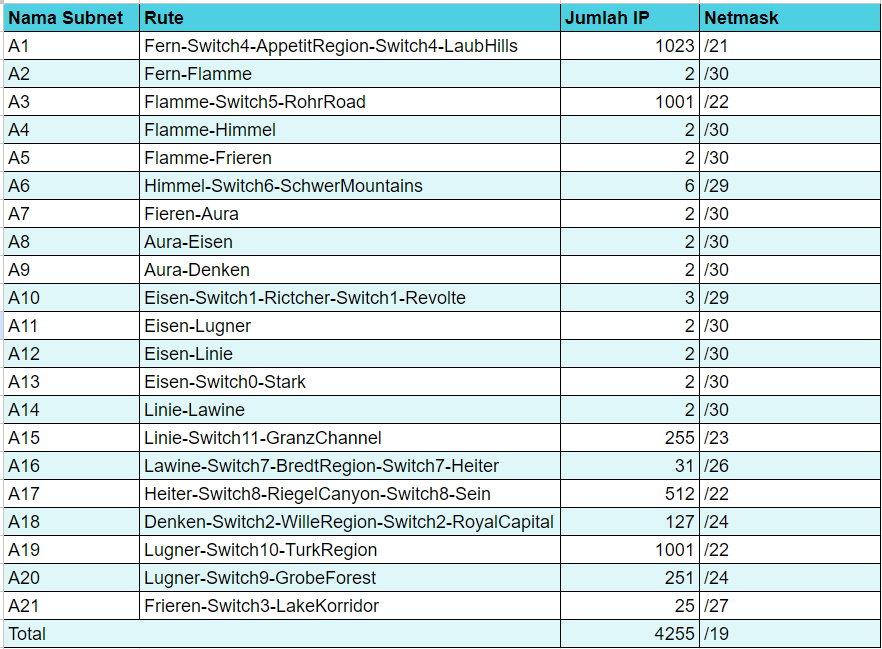 Nama Subnet Rute Jumlah IP Netmask
A1 Fern-Switch4-AppetitRegion-Switch4-LaubHills 1023 /21
A2 Fern-Flamme 2 /30
A3 Flamme-Switch5-RohrRoad 1001 /22
A4 Flamme-Himmel 2 /30
A5 Flamme-Frieren 2 /30
A6 Himmel-Switch6-SchwerMountains 6 /29
A7 Fieren-Aura 2 /30
A8 Aura-Eisen 2 /30
A9 Aura-Denken 2 /30
A10 Eisen-Switch1-Rictcher-Switch1-Revolte 3 /29
A11 Eisen-Lugner 2 /30
A12 Eisen-Linie 2 /30
A13 Eisen-Switch0-Stark 2 /30
A14 Linie-Lawine 2 /30
A15 Linie-Switch11-GranzChannel 255 /23
A16 Lawine-Switch7-BredtRegion-Switch7-Heiter 31 /26
A17 Heiter-Switch8-RiegelCanyon-Switch8-Sein 512 /22
A18 Denken-Switch2-WilleRegion-Switch2-RoyalCapital 127 /24
A19 Lugner-Switch10-TurkRegion 1001 /22
A20 Lugner-Switch9-GrobeForest 251 /24
A21 Frieren-Switch3-LakeKorridor 25 /27
Total 4255 /19